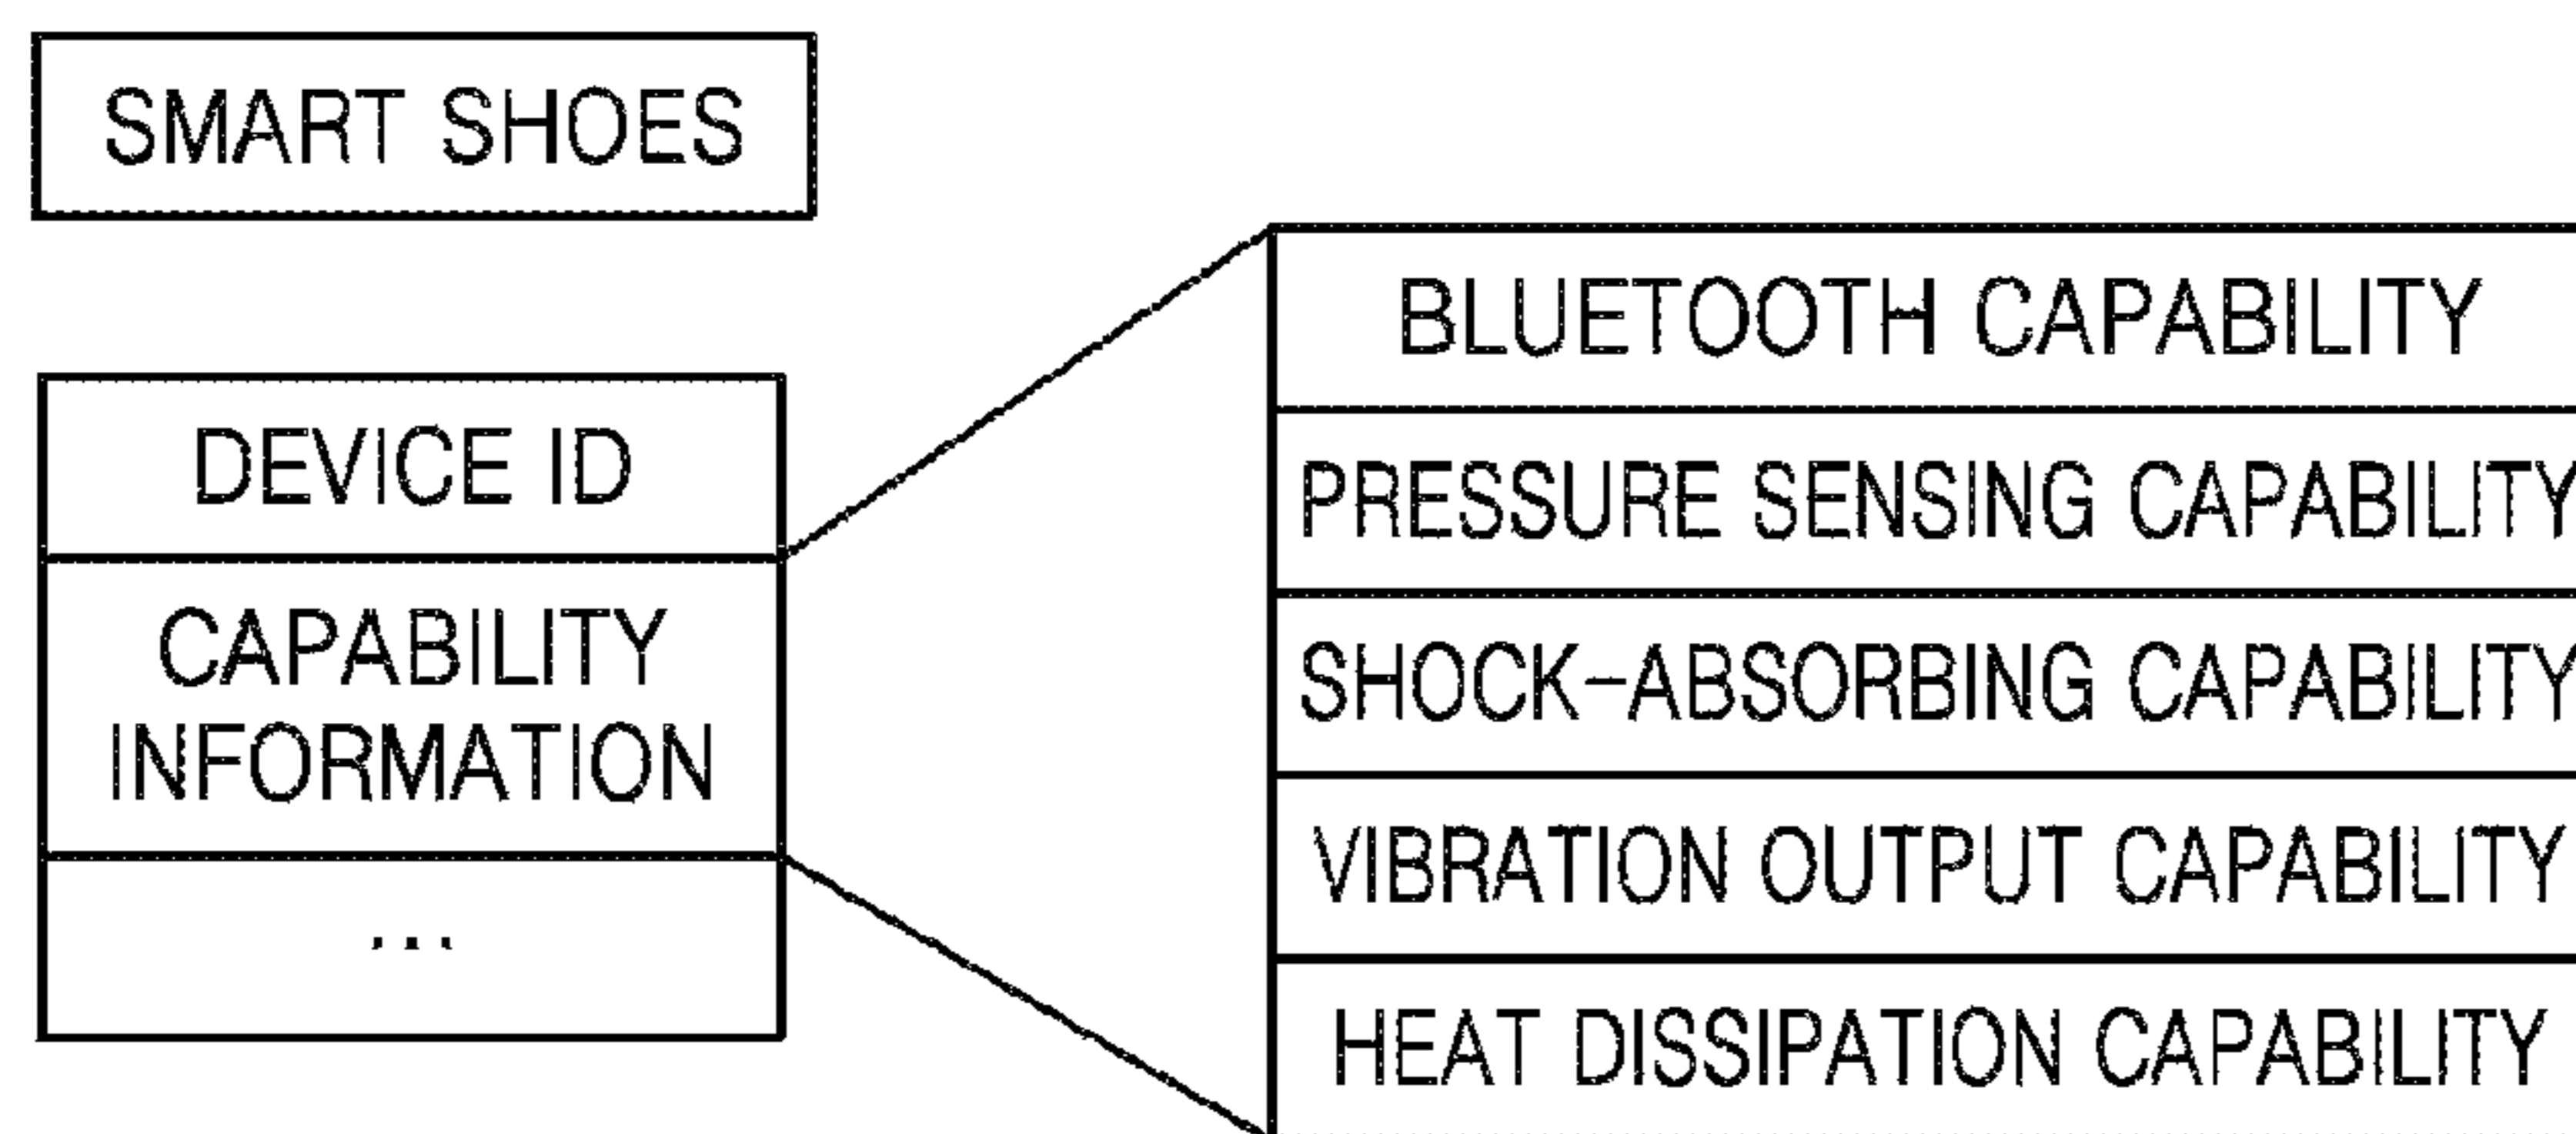 SMART SHOES
DEVICE ID
CAPABILITY
INFORMATION
...
BLUETOOTH CAPABILITY
PRESSURE SENSING CAPABILITY
SHOCK-ABSORBING CAPABILITY
VIBRATION OUTPUT CAPABILITY
HEAT DISSIPATION CAPABILITY